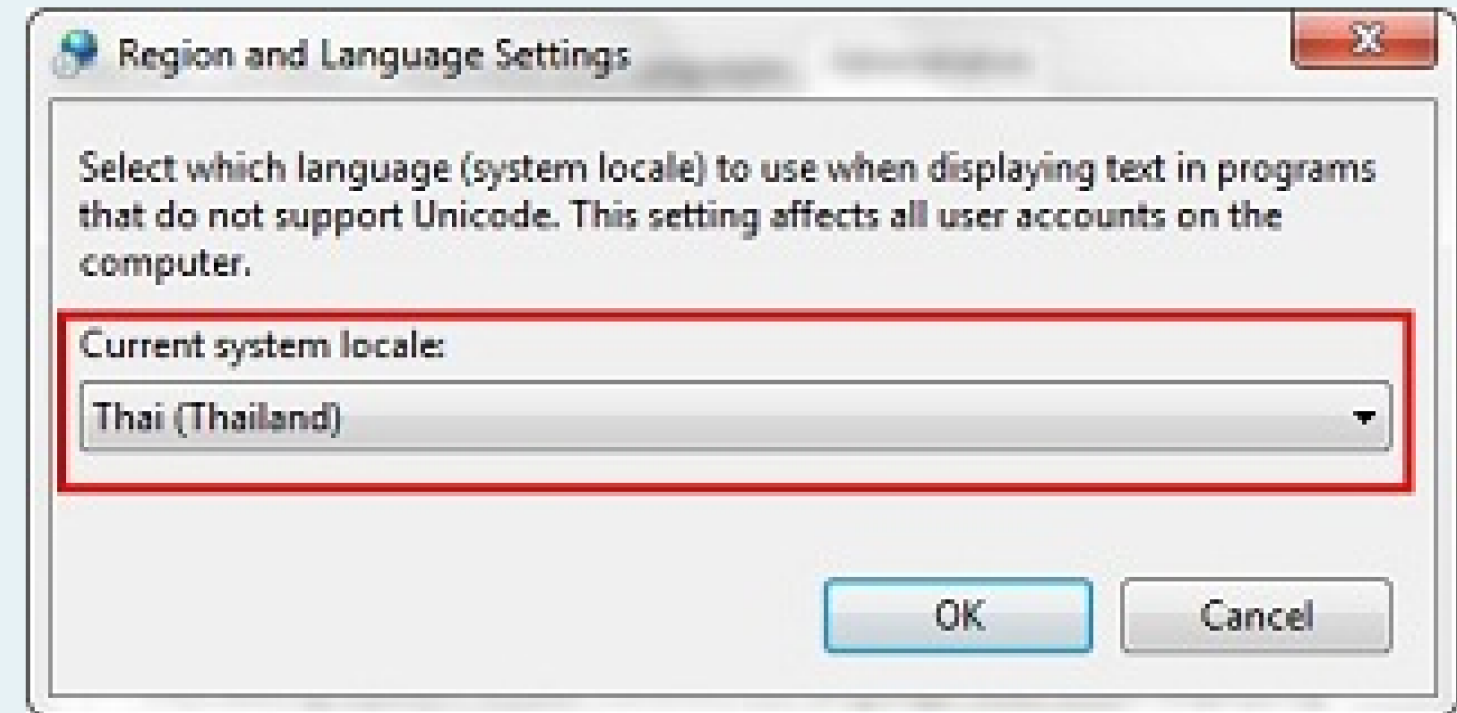 Region and Language Settings
Select which language (system locale) to use when displaying text in programs
that do not support Unicode. This setting affects all user accounts on the
computer.
Current system locale:
Thai (Thailand)
OK
Cancel